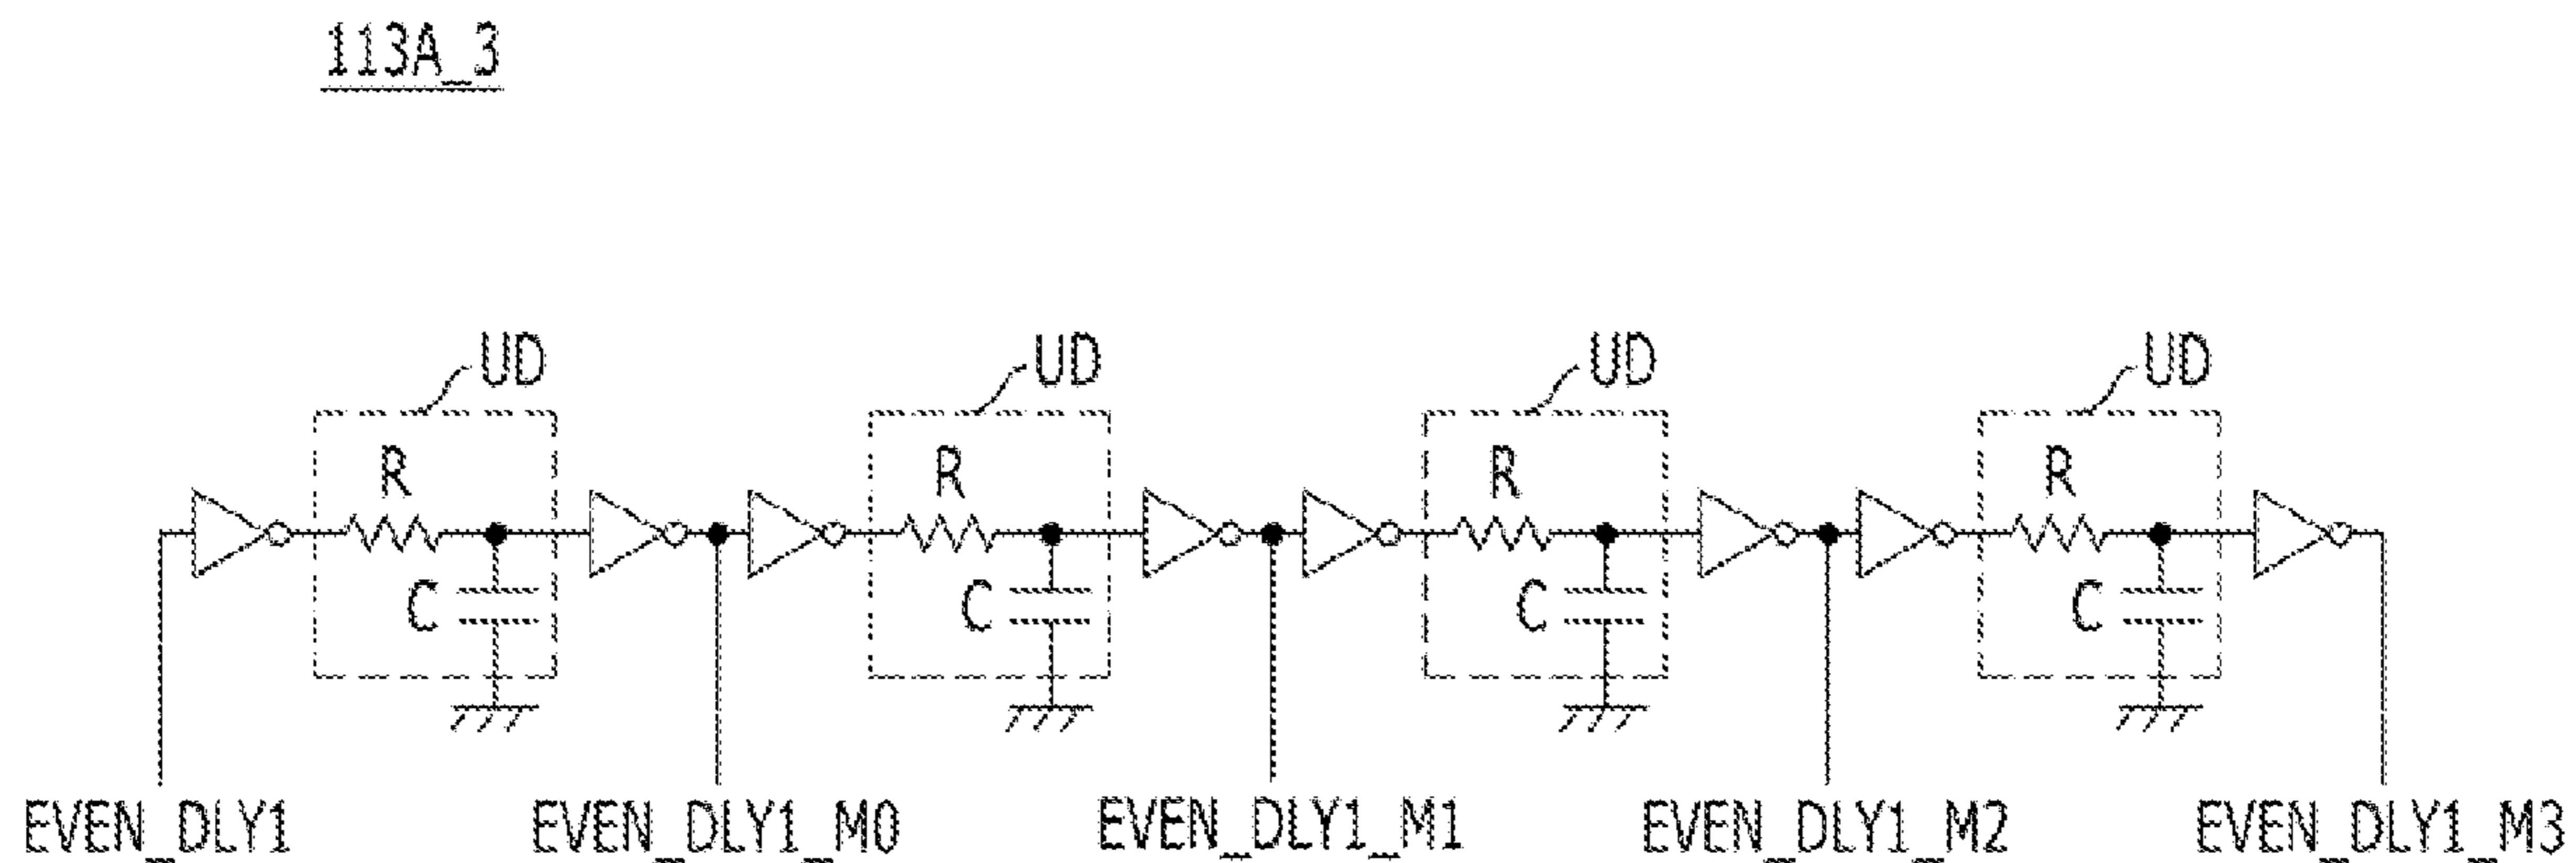 113A_3
UD UD UD UD
R R R R
C C C C
EVEN_DLY1 EVEN_DLY1_M0 EVEN_DLY1_M1 EVEN_DLY1_M2 EVEN_DLY1_M3